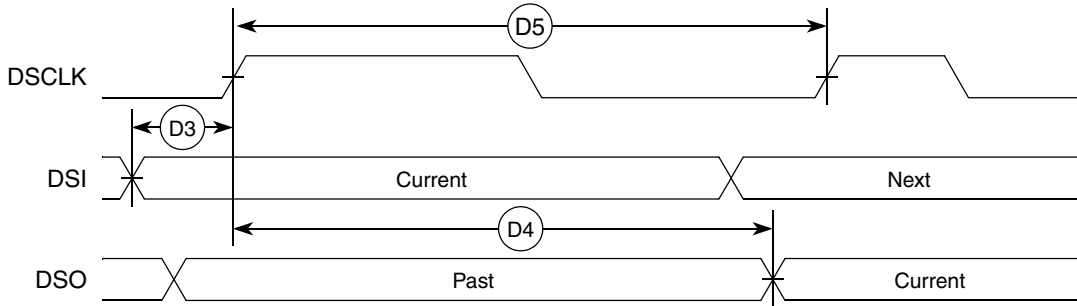 D5
DSCLK
D3
DSI Current Next
D4
DSO Past Current